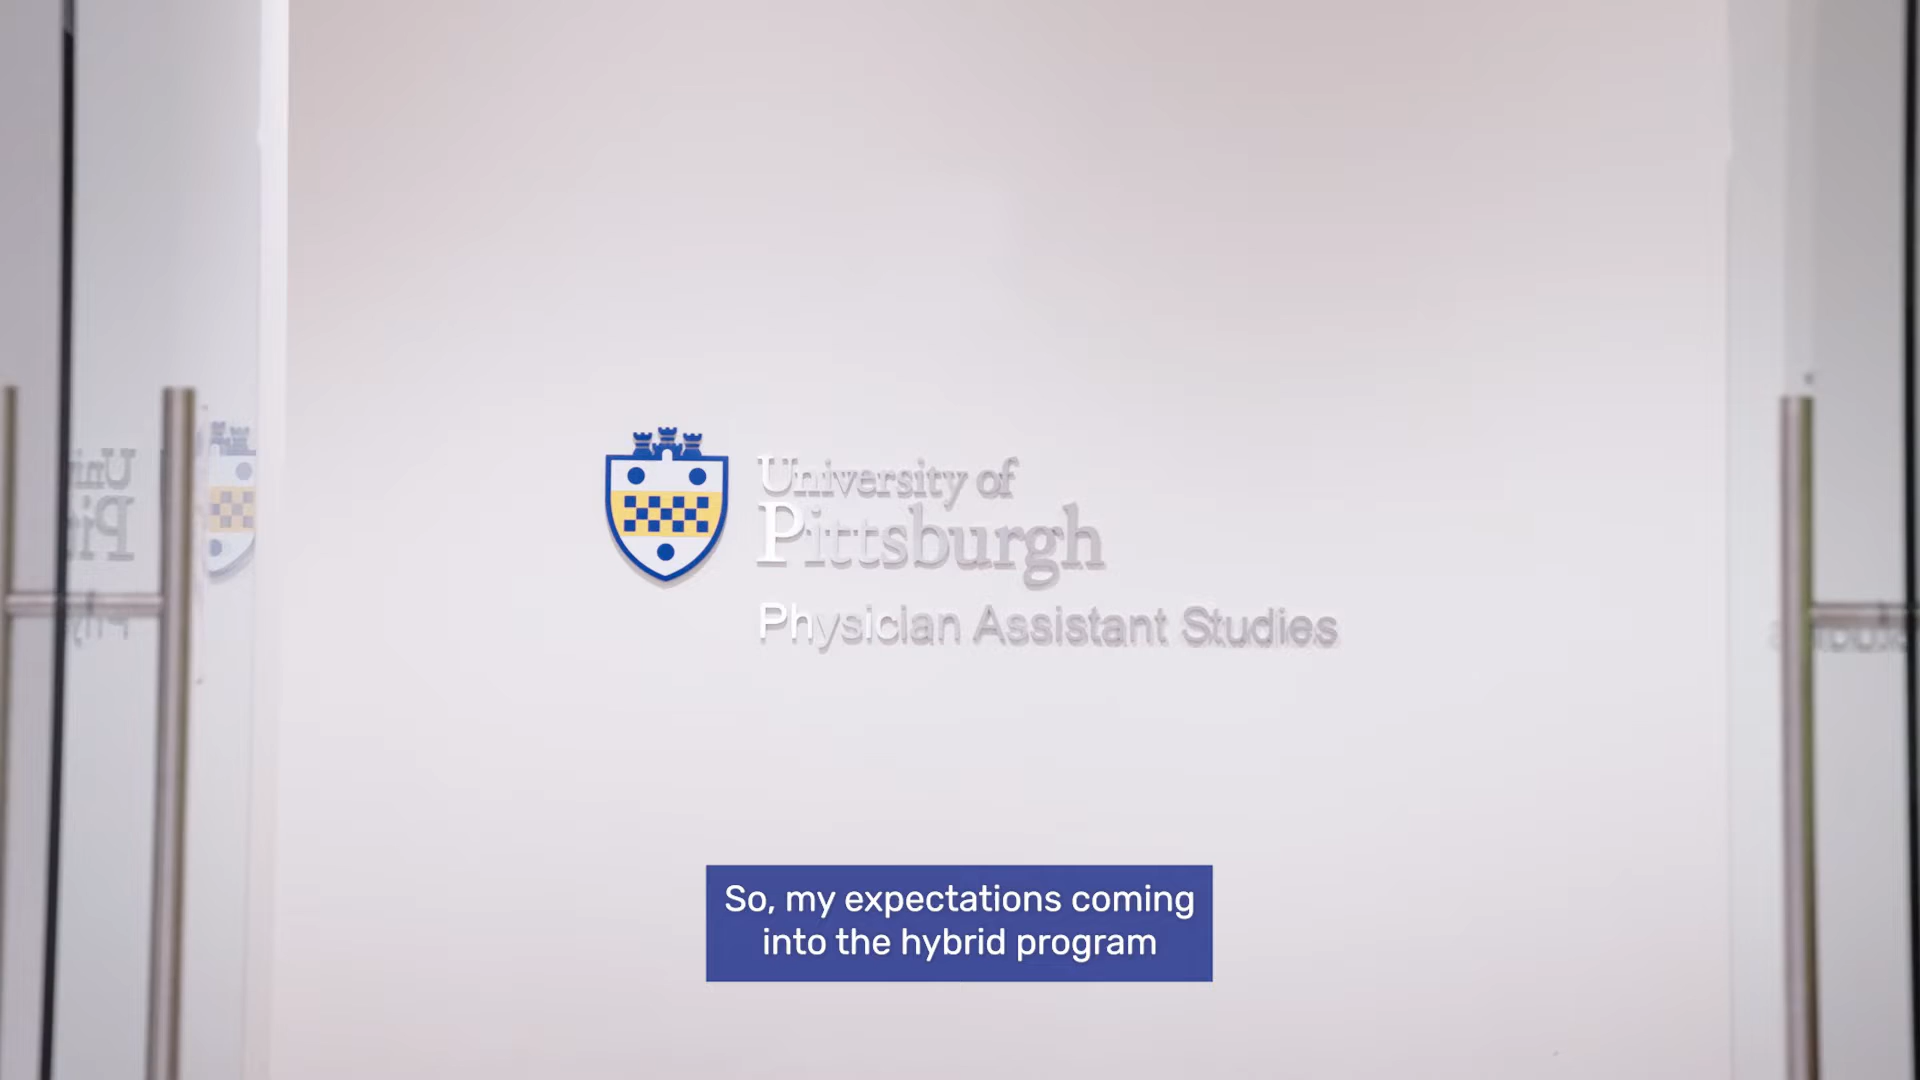 University of
Pittsburgh
Physician Assistant Studies
So, my expectations coming
into the hybrid program